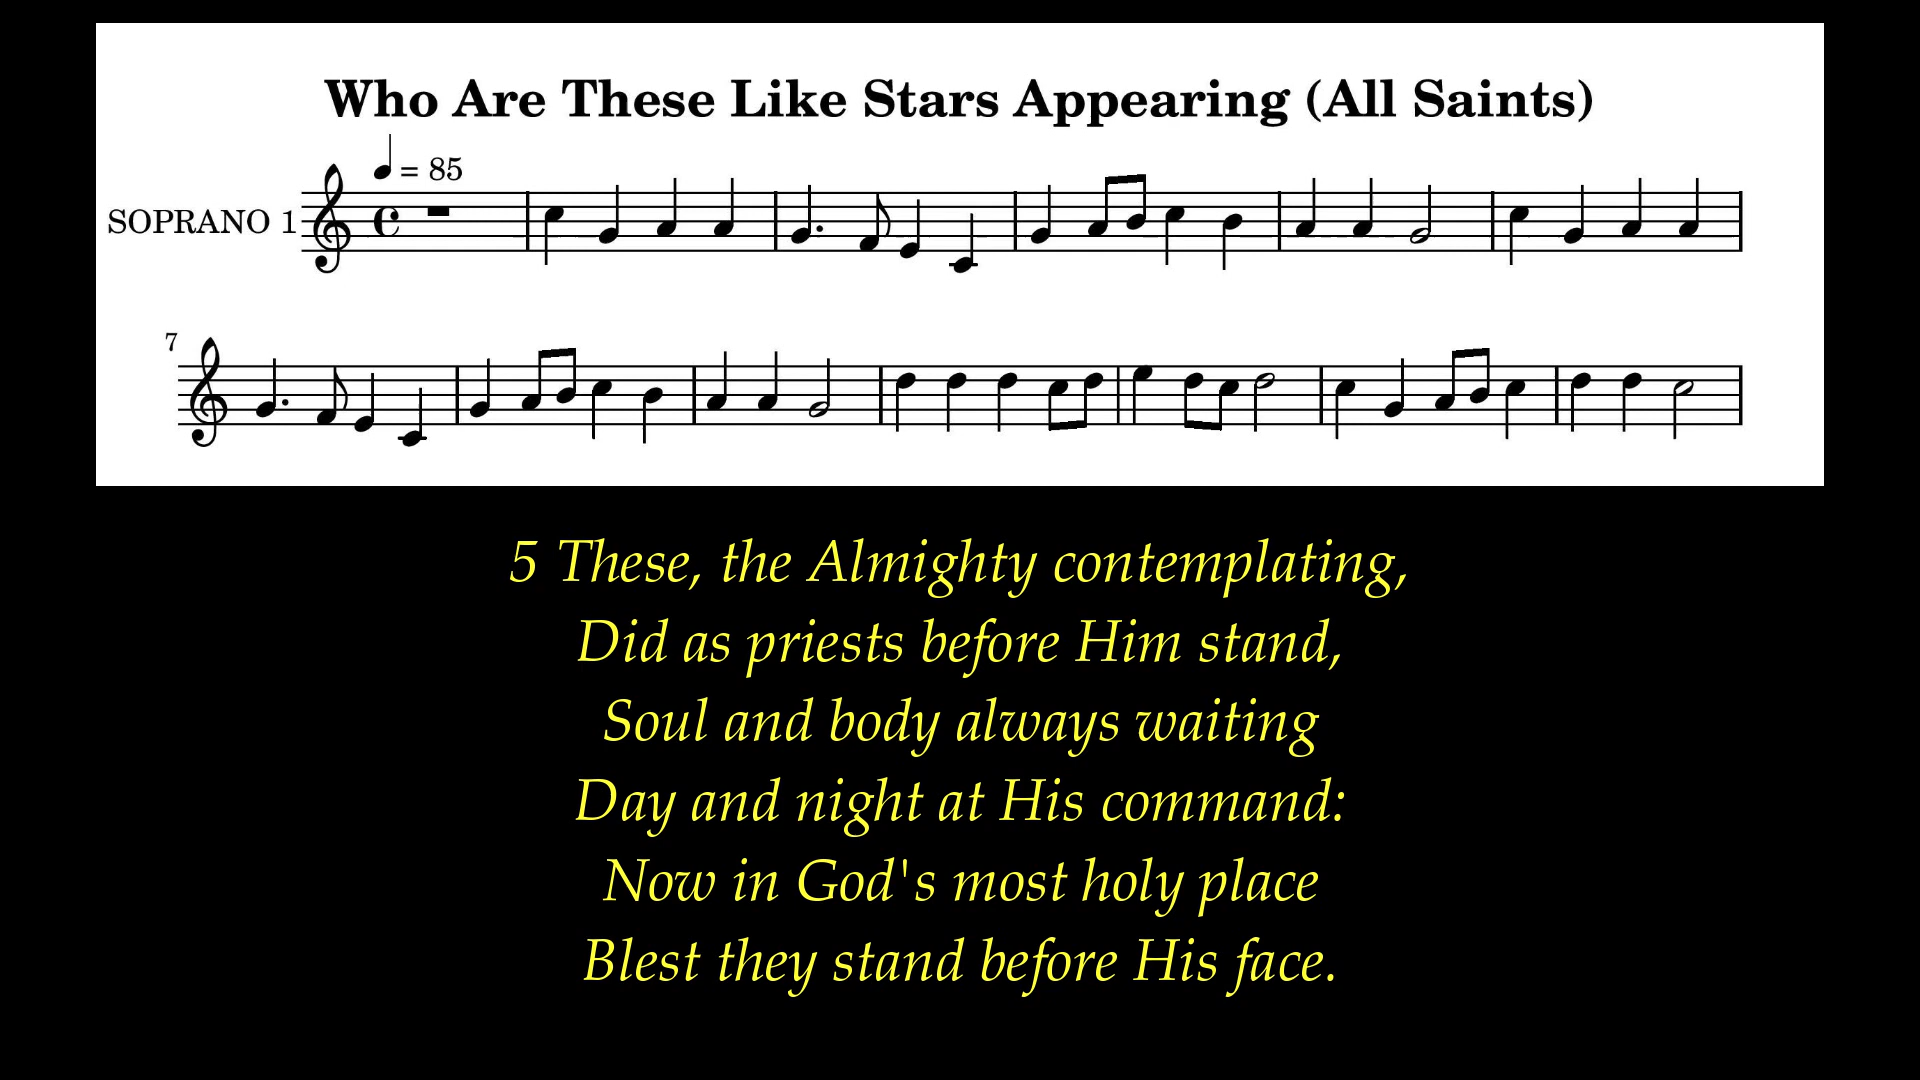 Who Are These Like Stars Appearing (All Saints)
= 85
SOPRANO 1
7
5 These, the Almighty contemplating,
Did as priests before Him stand,
Soul and body always waiting
Day and night at His command:
Now in God's most holy place
Blest they stand before His face.